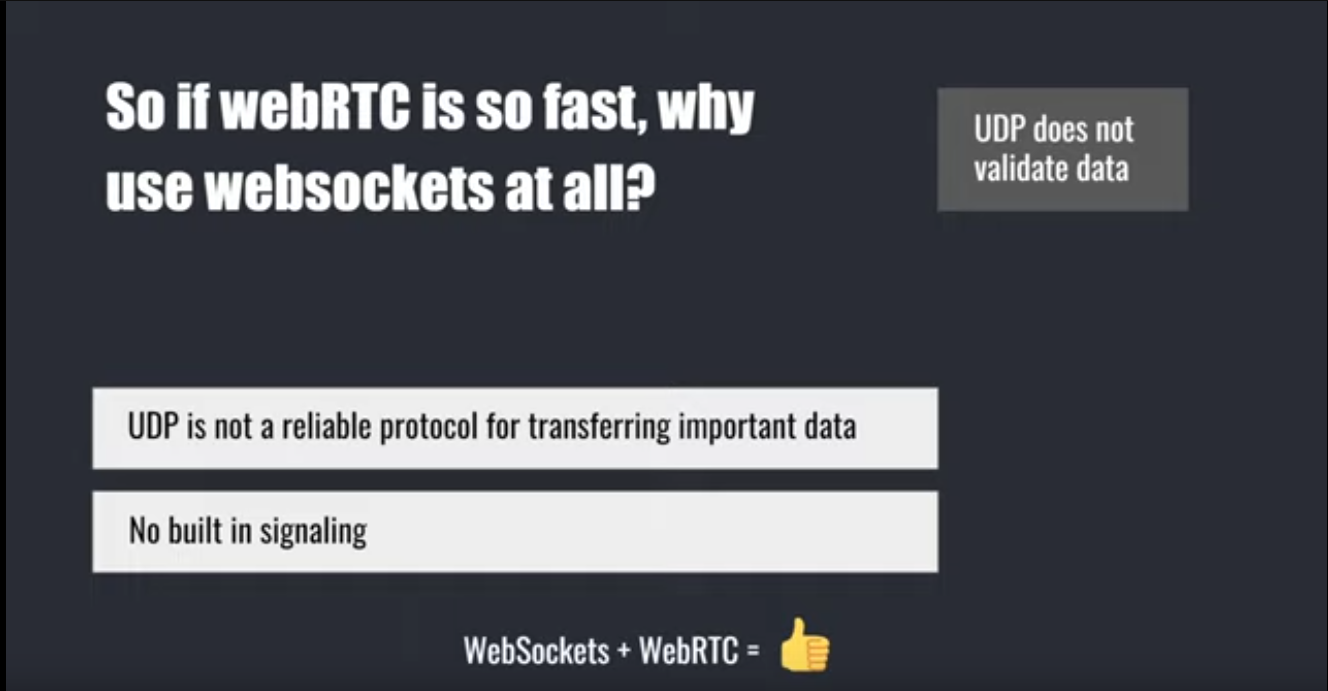 So if webRTC is so fast, why
use websockets at all?
UDP does not
validate data
UDP is not a reliable protocol for transferring important data
No built in signaling
WebSockets + WebRTC = 👍